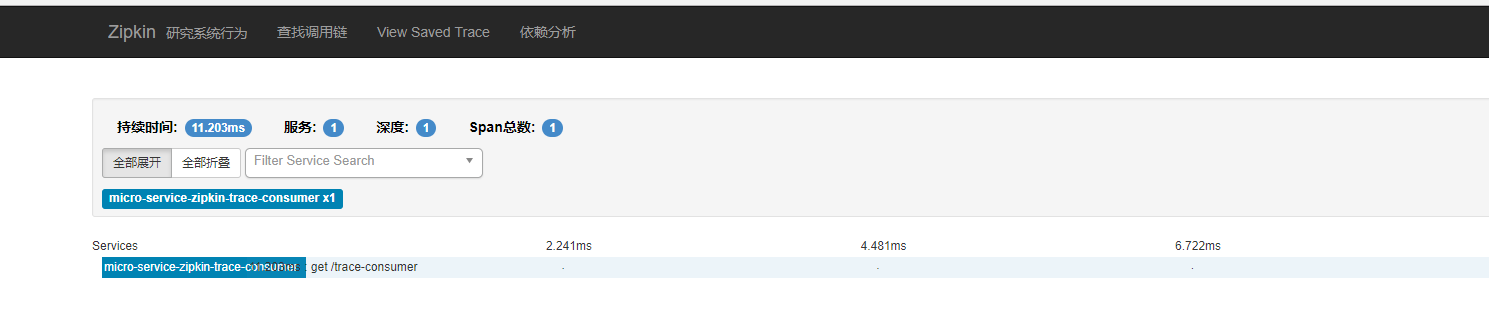 Zipkin 研究系统行为 查找调用链 View Saved Trace 依赖分析
持续时间: 11.203ms 服务: 1 深度: 1 Span总数: 1
全部展开 全部折叠 Filter Service Search
micro-service-zipkin-trace-consumer x1
Services 2.241ms 4.481ms 6.722ms
micro-service-zipkin-trace-consumer : get /trace-consumer